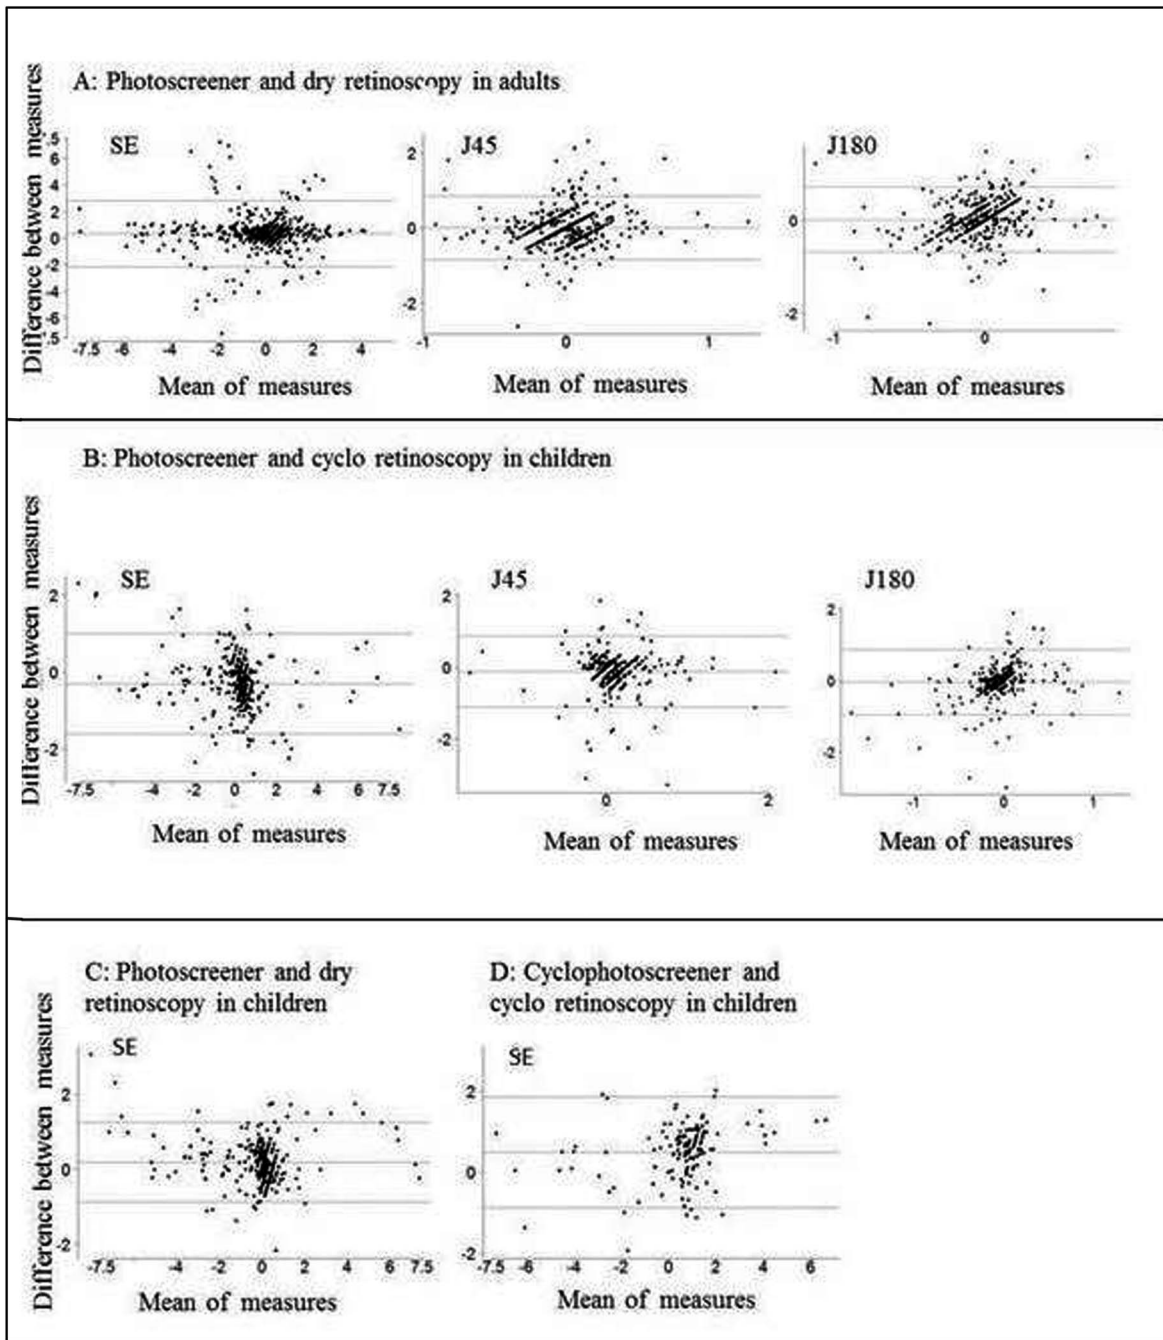 A: Photoscreener and dry retinoscopy in adults
Difference between measures
SE
J45
J180
.5
6
4
2
0
-2
-4
-6
.5
-7.5 -6 -4 -2 0 2 4
2
0
-2
-1 0 1
0
-2
-1 0
Mean of measures
Mean of measures
Mean of measures
B: Photoscreener and cyclo retinoscopy in children
Difference between measures
SE
J45
J180
2
0
-2
-7.5 -4 -2 0 2 4 6 7.5
2
0
-2
0 2
2
0
-2
-1 0 1
Mean of measures
Mean of measures
Mean of measures
C: Photoscreener and dry
retinoscopy in children
D: Cyclophotoscreener and
cyclo retinoscopy in children
Difference between measures
SE
SE
2
0
-2
-7.5 -4 -2 0 2 4 6 7.5
2
0
-2
-7.5 -6 -4 -2 0 2 4 6
Mean of measures
Mean of measures